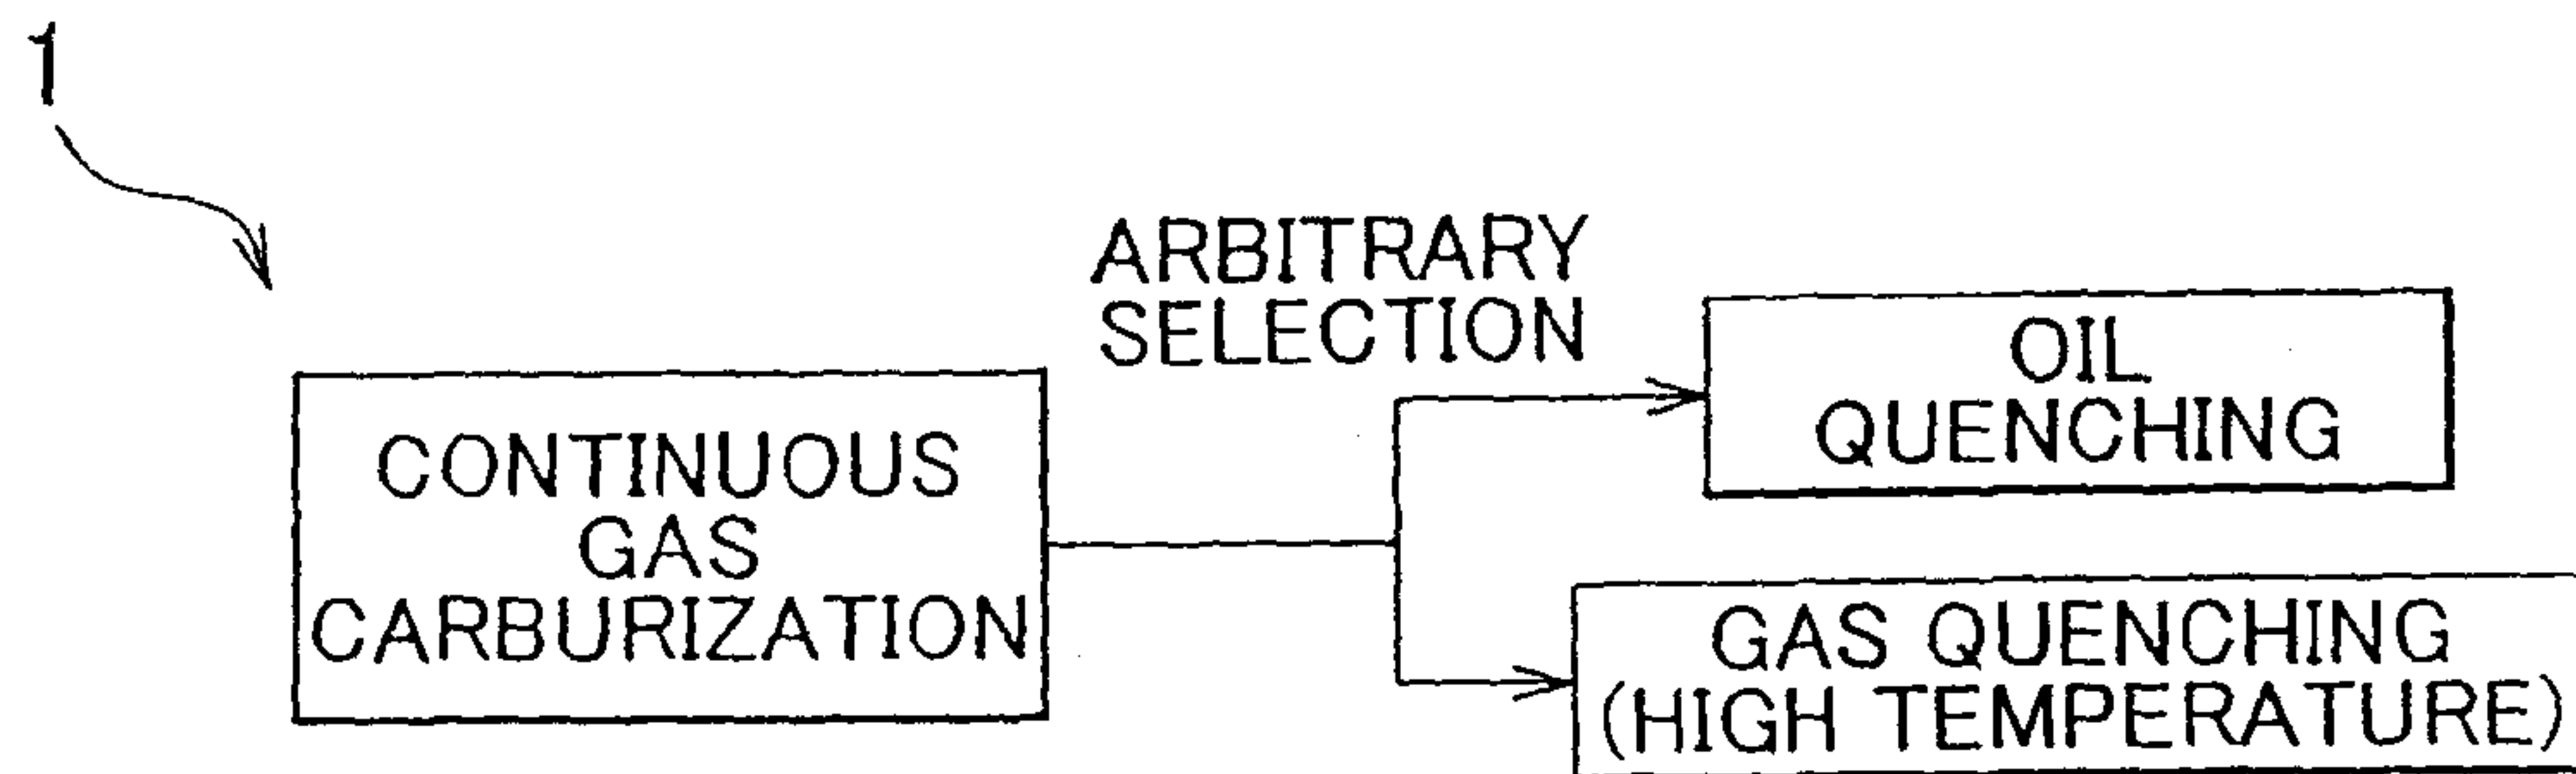 1
ARBITRARY
SELECTION
CONTINUOUS
GAS
CARBURIZATION
OIL
QUENCHING
GAS QUENCHING
(HIGH TEMPERATURE)